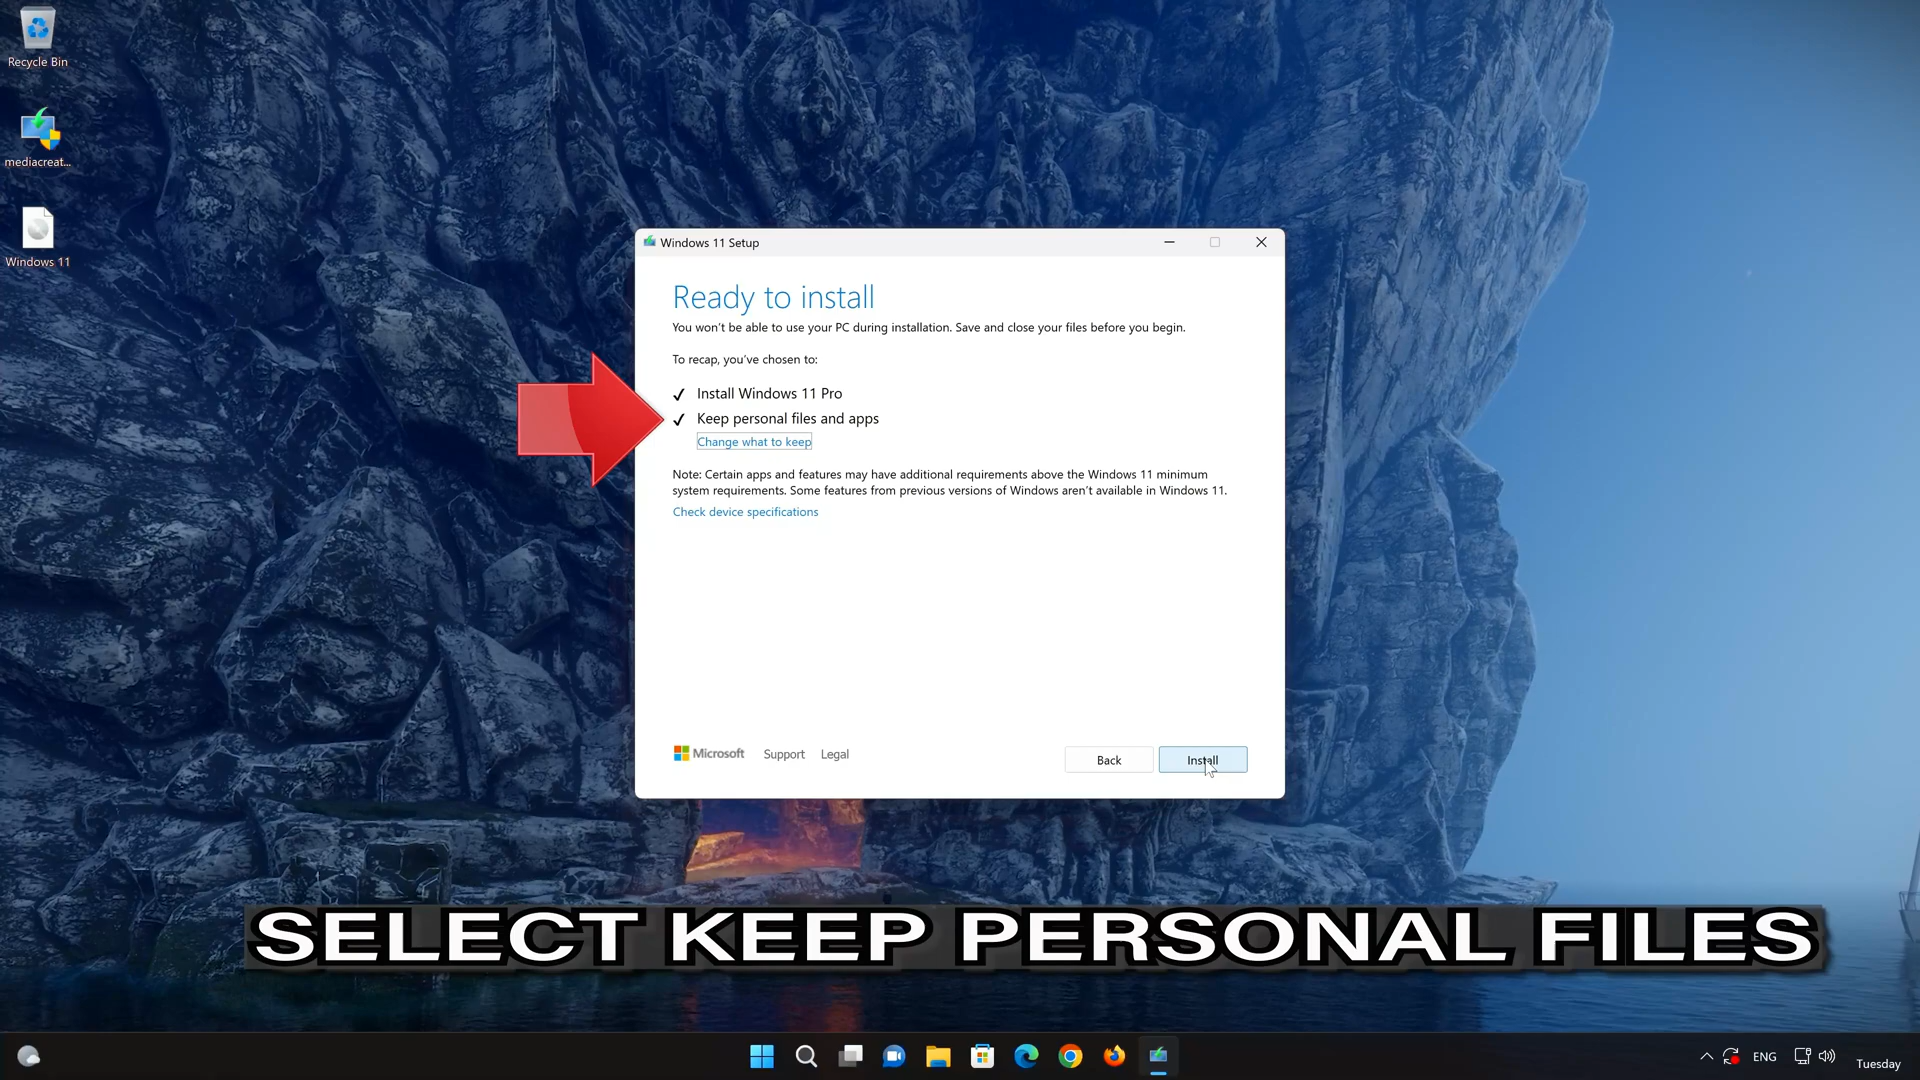 Recycle Bin
mediacreat...
Windows 11
Windows 11 Setup
Ready to install
You won't be able to use your PC during installation. Save and close your files before you begin.
To recap, you've chosen to:
✓ Install Windows 11 Pro
✓ Keep personal files and apps
Change what to keep
Note: Certain apps and features may have additional requirements above the Windows 11 minimum
system requirements. Some features from previous versions of Windows aren't available in Windows 11.
Check device specifications
Microsoft Support Legal
Back Install
SELECT KEEP PERSONAL FILES
ENG
Tuesday